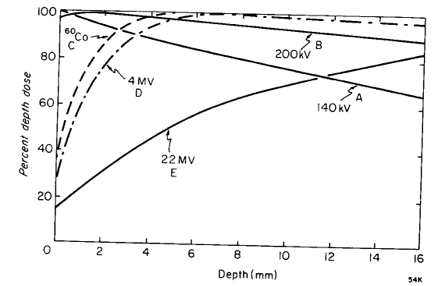 Percent depth dose
100
80
60
40
20
0
60Co
C
4 MV
D
22 MV
E
200 kV
B
140 kV
A
0 2 4 6 8 10 12 14 16
Depth (mm)
54K